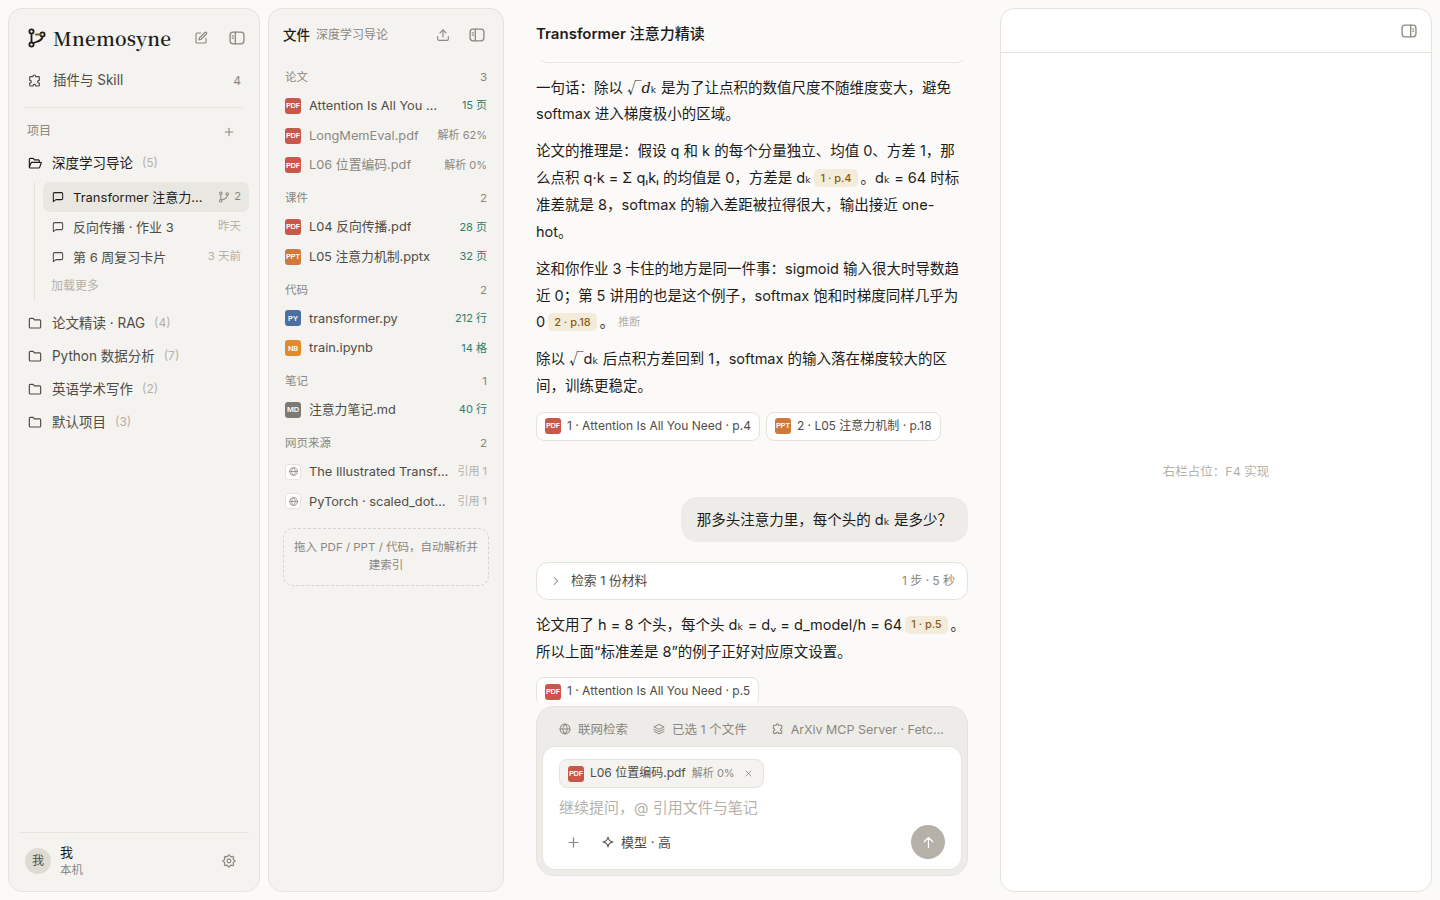 Mnemosyne
插件与 Skill 4
项目
深度学习导论 (5)
Transformer 注意力... 2
反向传播 · 作业 3 昨天
第 6 周复习卡片 3 天前
加载更多
论文精读 · RAG (4)
Python 数据分析 (7)
英语学术写作 (2)
默认项目 (3)
我 我
本机
文件 深度学习导论
论文 3
PDF Attention Is All You ... 15 页
PDF LongMemEval.pdf 解析 62%
PDF L06 位置编码.pdf 解析 0%
课件 2
PDF L04 反向传播.pdf 28 页
PPT L05 注意力机制.pptx 32 页
代码 2
PY transformer.py 212 行
NB train.ipynb 14 格
笔记 1
MD 注意力笔记.md 40 行
网页来源 2
The Illustrated Transf... 引用 1
PyTorch · scaled_dot... 引用 1
拖入 PDF / PPT / 代码，自动解析并
建索引
Transformer 注意力精读
一句话：除以 √dₖ 是为了让点积的数值尺度不随维度变大，避免
softmax 进入梯度极小的区域。
论文的推理是：假设 q 和 k 的每个分量独立、均值 0、方差 1，那
么点积 q·k = Σ qᵢkᵢ 的均值是 0，方差是 dₖ 1 · p.4 。dₖ = 64 时标
准差就是 8，softmax 的输入差距被拉得很大，输出接近 one-
hot。
这和你作业 3 卡住的地方是同一件事：sigmoid 输入很大时导数趋
近 0；第 5 讲用的也是这个例子，softmax 饱和时梯度同样几乎为
0 2 · p.18 。 推断
除以 √dₖ 后点积方差回到 1，softmax 的输入落在梯度较大的区
间，训练更稳定。
PDF 1 · Attention Is All You Need · p.4 PPT 2 · L05 注意力机制 · p.18
那多头注意力里，每个头的 dₖ 是多少？
检索 1 份材料 1 步 · 5 秒
论文用了 h = 8 个头，每个头 dₖ = dᵥ = d_model/h = 64 1 · p.5 。
所以上面“标准差是 8”的例子正好对应原文设置。
PDF 1 · Attention Is All You Need · p.5
联网检索 已选 1 个文件 ArXiv MCP Server · Fetc...
PDF L06 位置编码.pdf 解析 0% ×
继续提问，@ 引用文件与笔记
模型 · 高
右栏占位：F4 实现